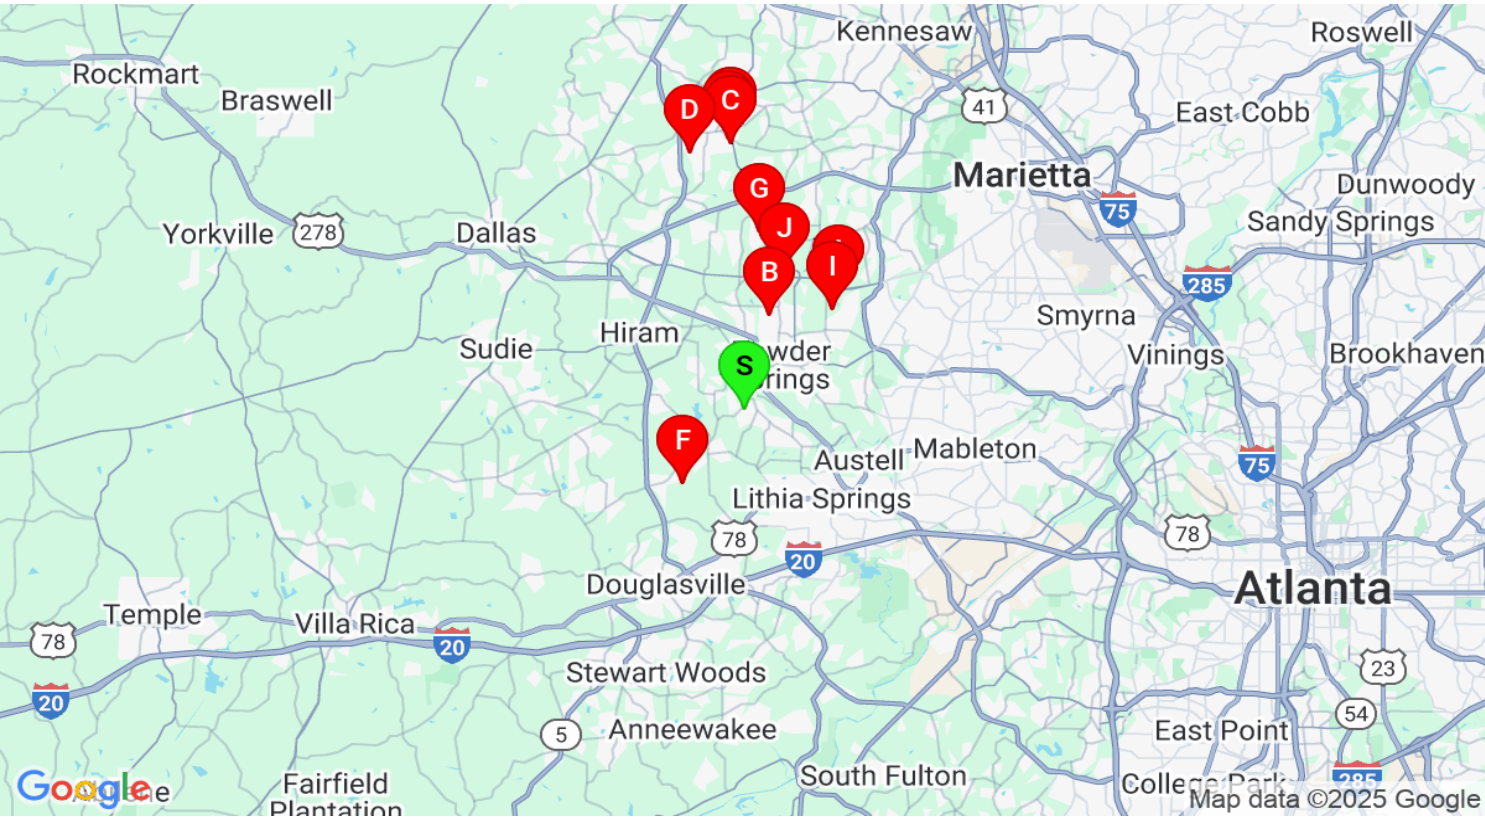 Kennesaw
Roswell
Rockmart
Braswell
41
East Cobb
D
C
Marietta
G
Dunwoody
75
Sandy Springs
Yorkville
278
Dallas
J
B
I
285
Hiram
Smyrna
Sudie
Vinings
Brookhaven
S
F
Austell
Mableton
75
Lithia Springs
78
78
20
Douglasville
Atlanta
Temple
Villa Rica
78
20
23
Stewart Woods
20
54
5
Anneewakee
East Point
South Fulton
285
Fairfield
Plantation
Google
Map data ©2025 Google